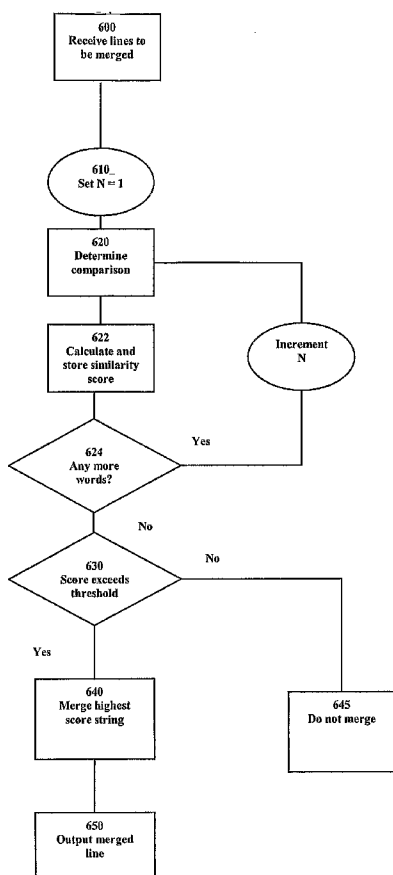 600
Receive lines to
be merged
610_
Set N = 1
620
Determine
comparison
622
Calculate and
store similarity
score
Increment
N
624
Any more
words?
Yes
No
630
Score exceeds
threshold
No
Yes
640
Merge highest
score string
645
Do not merge
650
Output merged
line